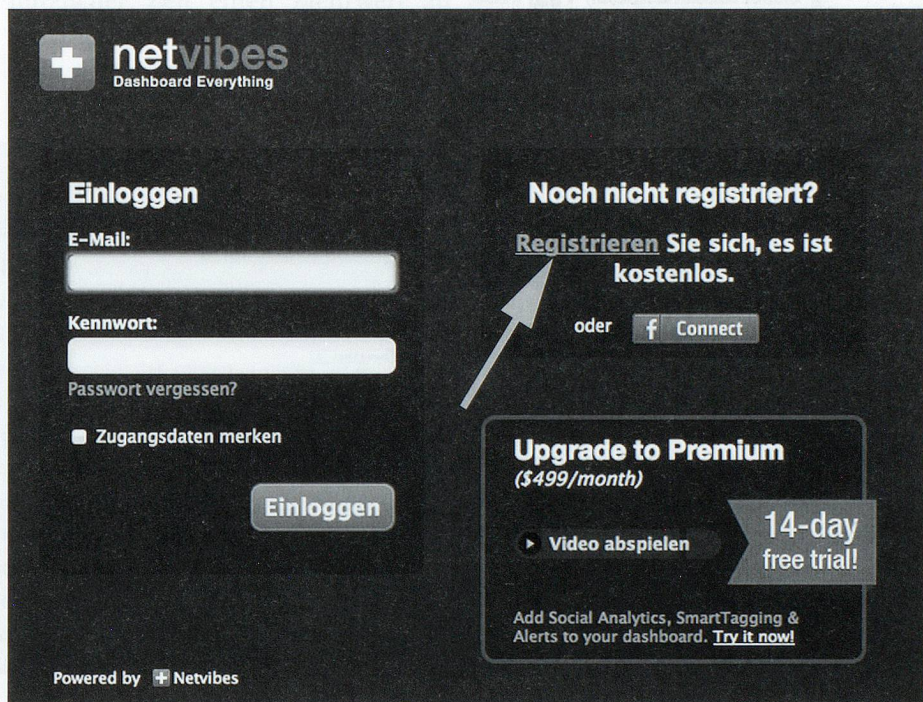 netvibes
Dashboard Everything
Einloggen
E-Mail:
Kennwort:
Passwort vergessen?
Zugangsdaten merken
Einloggen
Noch nicht registriert?
Registrieren Sie sich, es ist
kostenlos.
oder f Connect
Upgrade to Premium
($499/month)
Video abspielen
14-day
free trial!
Add Social Analytics, SmartTagging &
Alerts to your dashboard. Try it now!
Powered by Netvibes